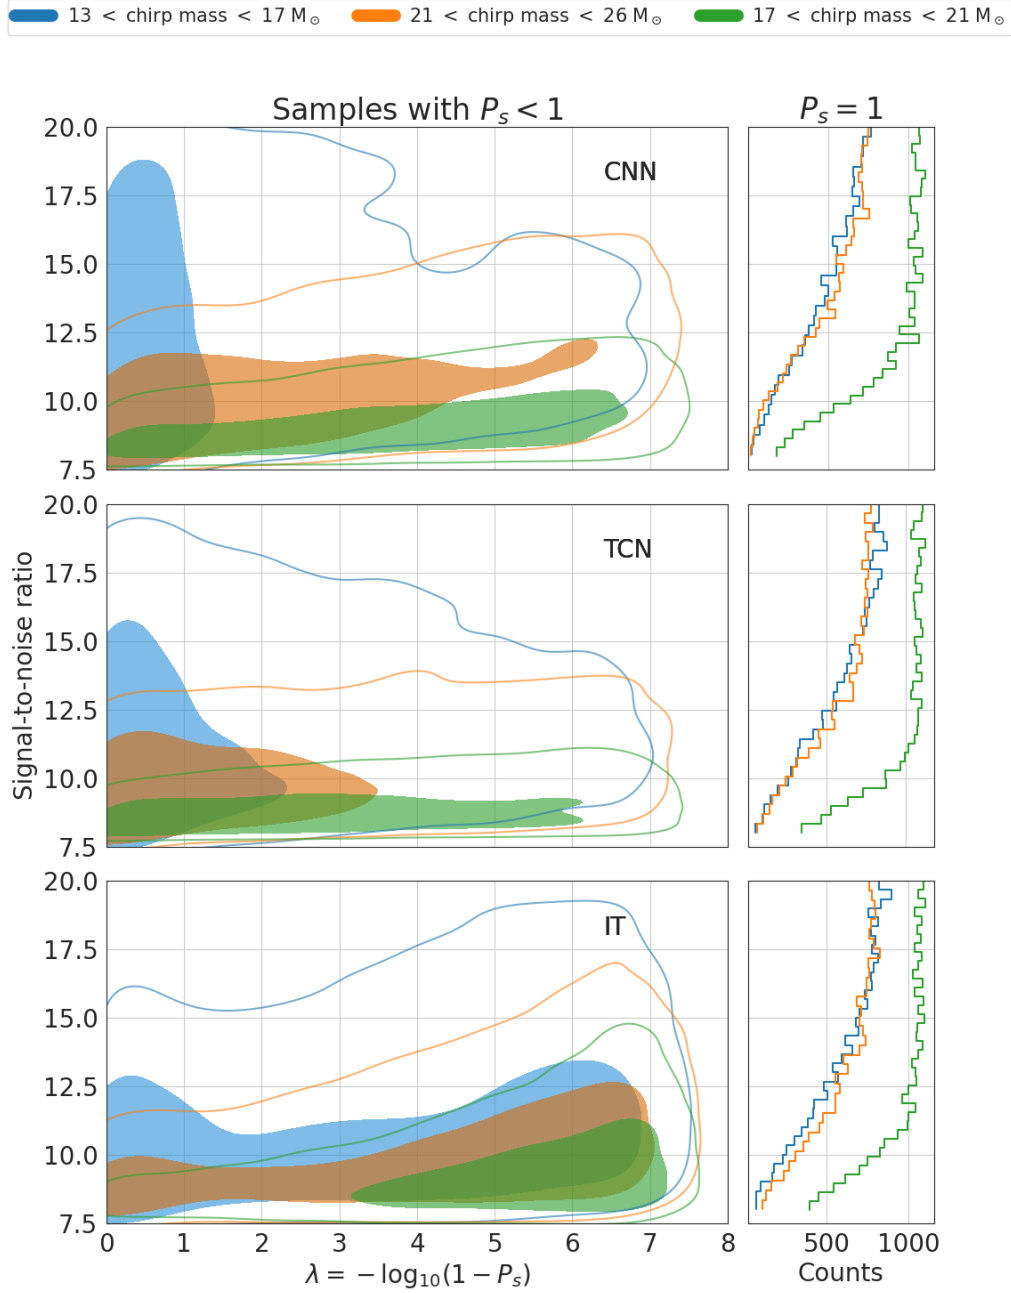 13 < chirp mass < 17 M⊙ 21 < chirp mass < 26 M⊙ 17 < chirp mass < 21 M⊙
Samples with Pₛ < 1 Pₛ = 1
20.0
17.5
15.0
12.5
10.0
7.5
CNN
20.0
17.5
15.0
12.5
10.0
7.5
TCN
Signal-to-noise ratio
20.0
17.5
15.0
12.5
10.0
7.5
IT
0 1 2 3 4 5 6 7 8 500 1000
λ = −log₁₀(1 − Pₛ) Counts